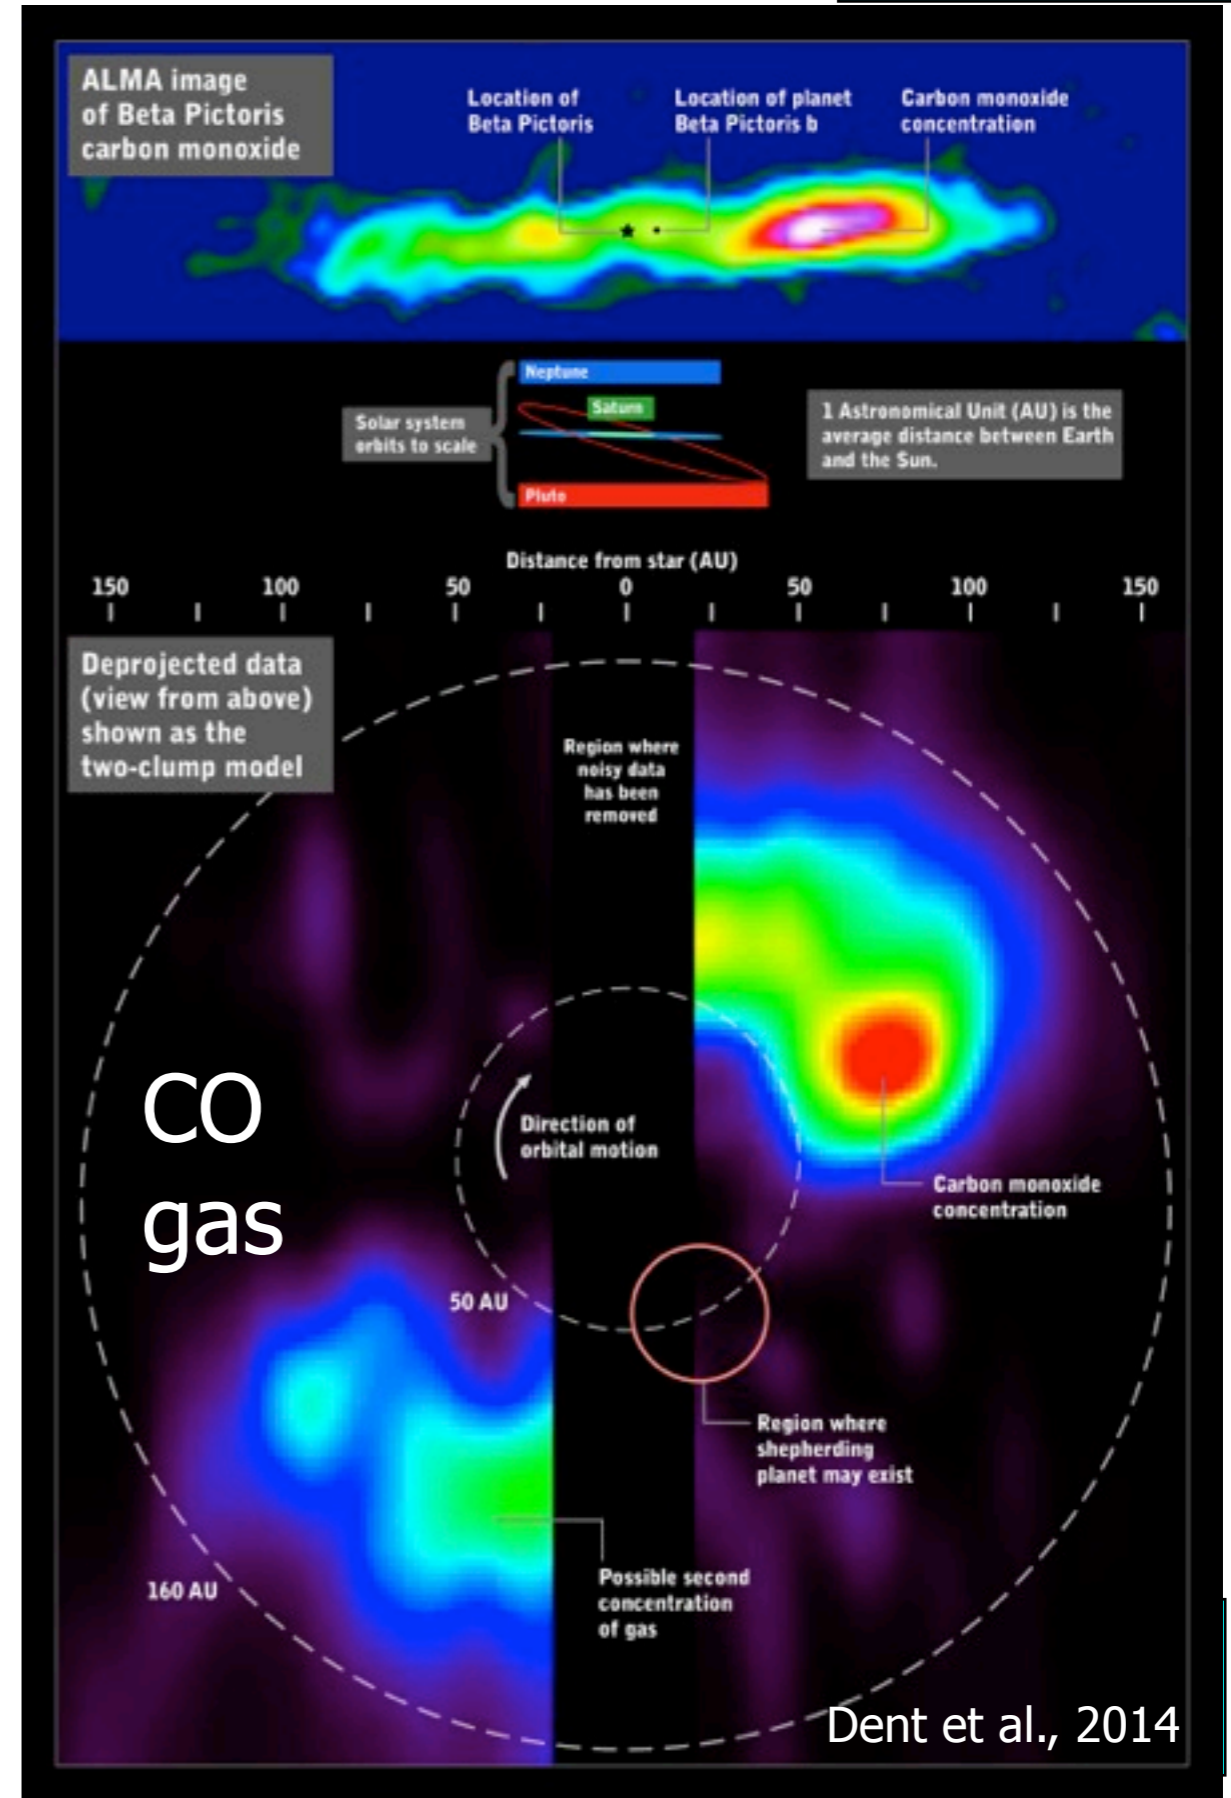 ALMA image
of Beta Pictoris
carbon monoxide
Location of
Beta Pictoris
Location of planet
Beta Pictoris b
Carbon monoxide
concentration
Solar system
orbits to scale
Neptune
Saturn
Pluto
1 Astronomical Unit (AU) is the
average distance between Earth
and the Sun.
Distance from star (AU)
150 100 50 0 50 100 150
Deprojected data
(view from above)
shown as the
two-clump model
Region where
noisy data
has been
removed
CO
gas
Direction of
orbital motion
Carbon monoxide
concentration
50 AU
Region where
shepherding
planet may exist
160 AU
Possible second
concentration
of gas
Dent et al., 2014